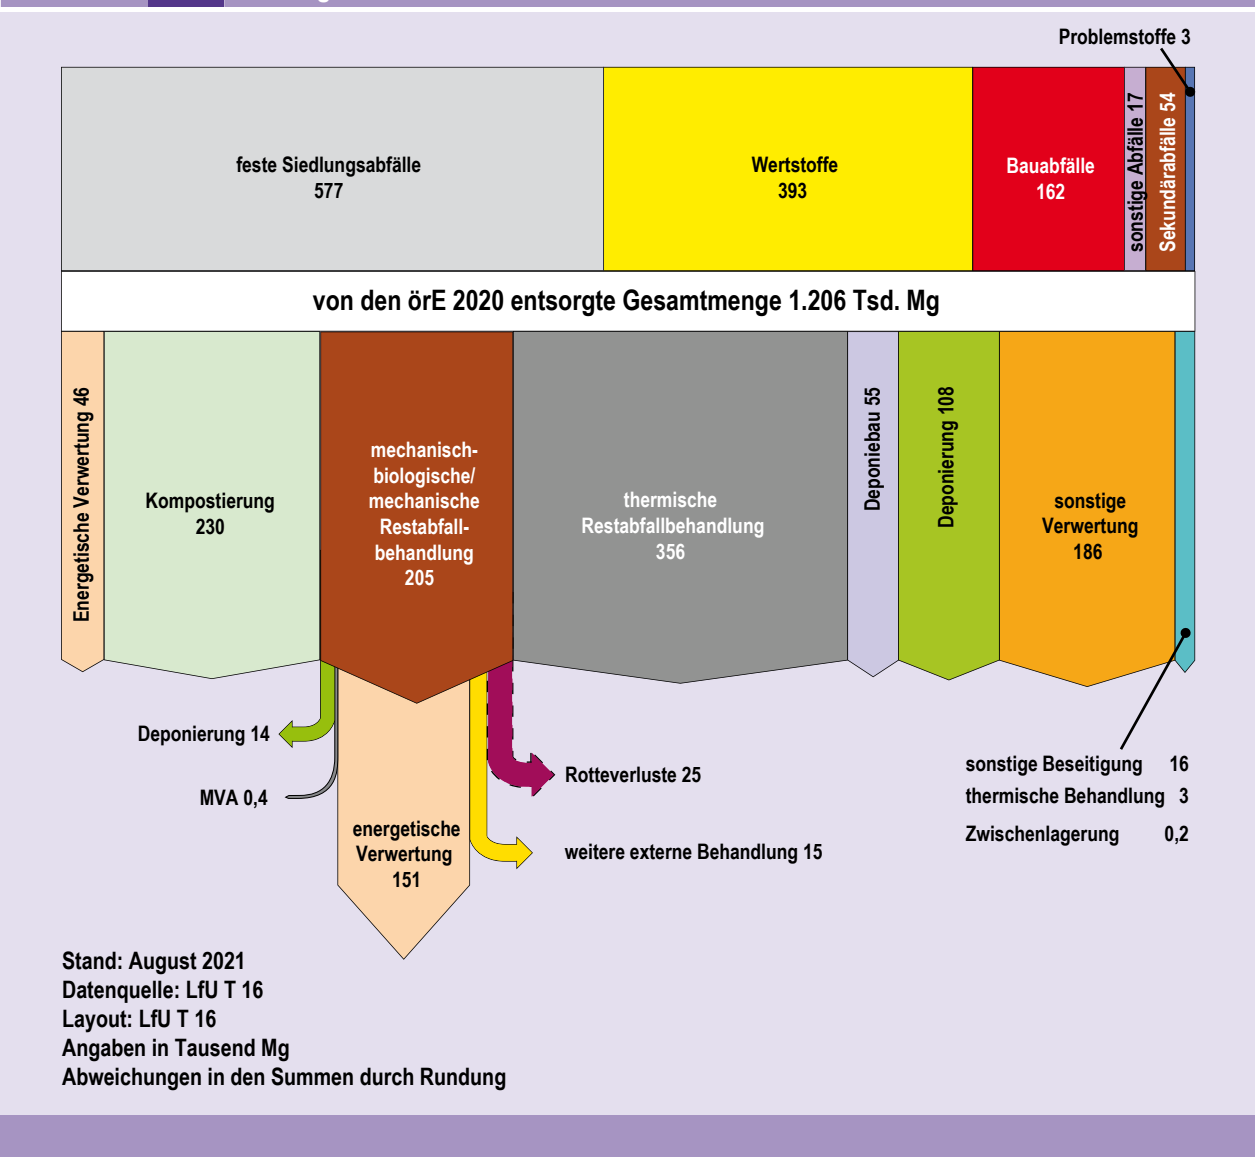 Problemstoffe 3
feste Siedlungsabfälle
577
Wertstoffe
393
Bauabfälle
162
sonstige Abfälle 17
Sekundärabfälle 54
von den örE 2020 entsorgte Gesamtmenge 1.206 Tsd. Mg
Energetische Verwertung 46
Kompostierung
230
mechanisch-
biologische/
mechanische
Restabfall-
behandlung
205
thermische
Restabfallbehandlung
356
Deponiebau 55
Deponierung 108
sonstige
Verwertung
186
Deponierung 14
MVA 0,4
energetische
Verwertung
151
Rotteverluste 25
weitere externe Behandlung 15
sonstige Beseitigung 16
thermische Behandlung 3
Zwischenlagerung 0,2
Stand: August 2021
Datenquelle: LfU T 16
Layout: LfU T 16
Angaben in Tausend Mg
Abweichungen in den Summen durch Rundung